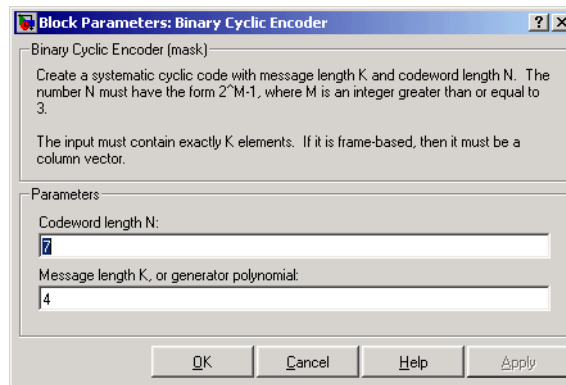 Block Parameters: Binary Cyclic Encoder
Binary Cyclic Encoder (mask)
Create a systematic cyclic code with message length K and codeword length N. The
number N must have the form 2^M-1, where M is an integer greater than or equal to
3.
The input must contain exactly K elements. If it is frame-based, then it must be a
column vector.
Parameters
Codeword length N:
7
Message length K, or generator polynomial:
4
OK Cancel Help Apply